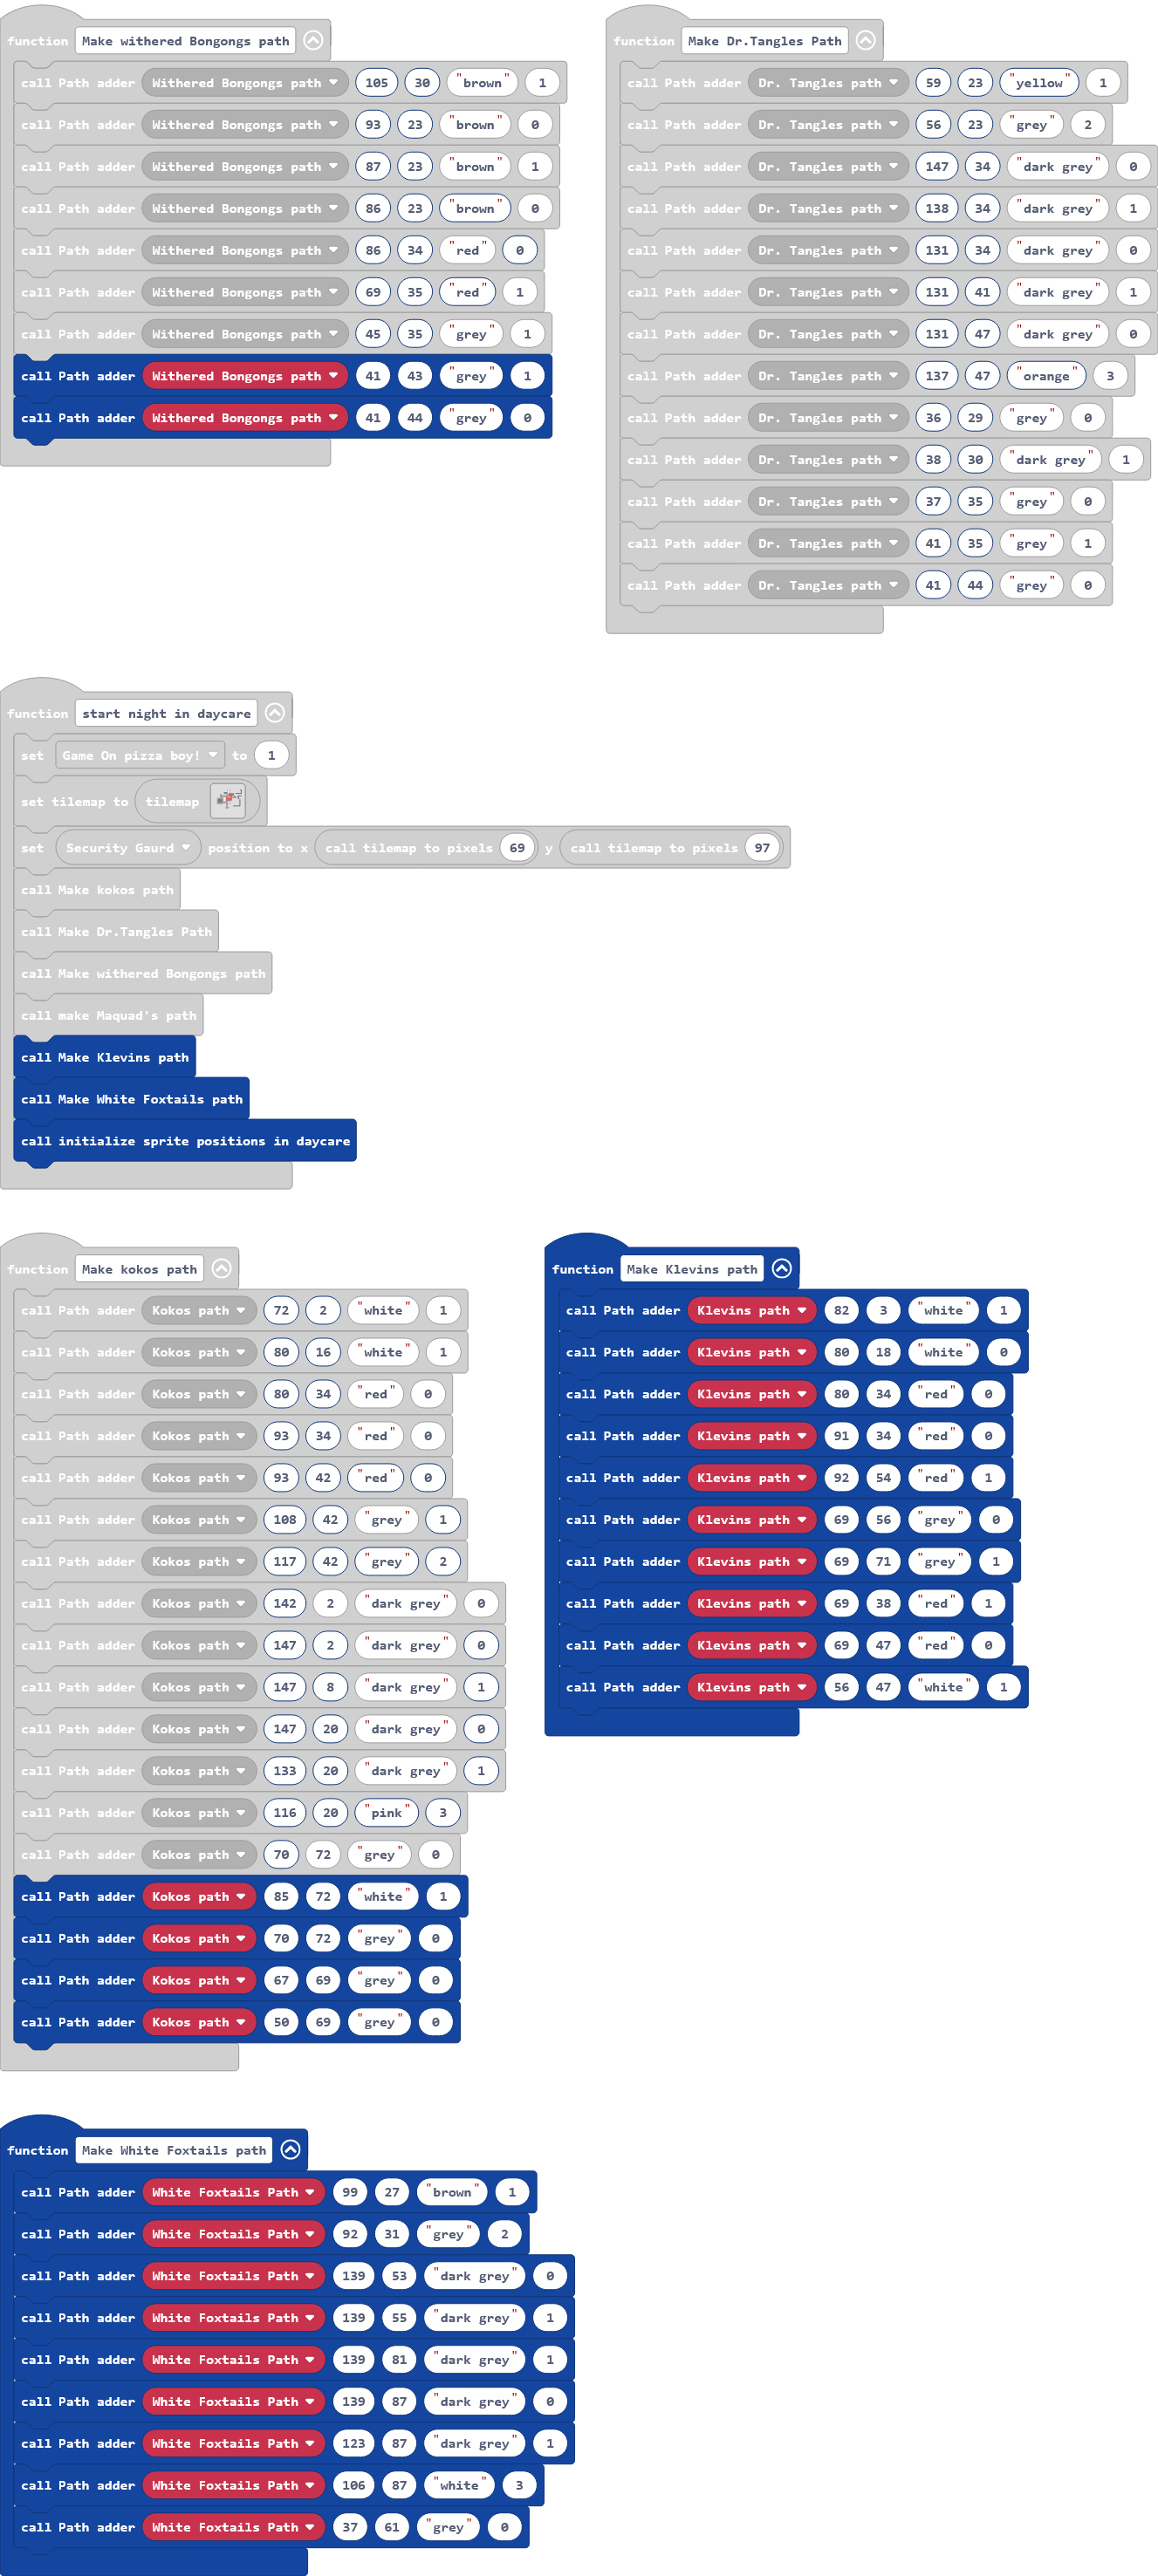 function Make withered Bongongs path
call Path adder Withered Bongongs path 105 30 "brown" 1
call Path adder Withered Bongongs path 93 23 "brown" 0
call Path adder Withered Bongongs path 87 23 "brown" 1
call Path adder Withered Bongongs path 86 23 "brown" 0
call Path adder Withered Bongongs path 86 34 "red" 0
call Path adder Withered Bongongs path 69 35 "red" 1
call Path adder Withered Bongongs path 45 35 "grey" 1
call Path adder Withered Bongongs path 41 43 "grey" 1
call Path adder Withered Bongongs path 41 44 "grey" 0
function Make Dr.Tangles Path
call Path adder Dr. Tangles path 59 23 "yellow" 1
call Path adder Dr. Tangles path 56 23 "grey" 2
call Path adder Dr. Tangles path 147 34 "dark grey" 0
call Path adder Dr. Tangles path 138 34 "dark grey" 1
call Path adder Dr. Tangles path 131 34 "dark grey" 0
call Path adder Dr. Tangles path 131 41 "dark grey" 1
call Path adder Dr. Tangles path 131 47 "dark grey" 0
call Path adder Dr. Tangles path 137 47 "orange" 3
call Path adder Dr. Tangles path 36 29 "grey" 0
call Path adder Dr. Tangles path 38 30 "dark grey" 1
call Path adder Dr. Tangles path 37 35 "grey" 0
call Path adder Dr. Tangles path 41 35 "grey" 1
call Path adder Dr. Tangles path 41 44 "grey" 0
function start night in daycare
set Game On pizza boy! to 1
set tilemap to tilemap
set Security Gaurd position to x call tilemap to pixels 69 y call tilemap to pixels 97
call Make kokos path
call Make Dr.Tangles Path
call Make withered Bongongs path
call make Maquad's path
call Make Klevins path
call Make White Foxtails path
call initialize sprite positions in daycare
function Make kokos path
call Path adder Kokos path 72 2 "white" 1
call Path adder Kokos path 80 16 "white" 1
call Path adder Kokos path 80 34 "red" 0
call Path adder Kokos path 93 34 "red" 0
call Path adder Kokos path 93 42 "red" 0
call Path adder Kokos path 108 42 "grey" 1
call Path adder Kokos path 117 42 "grey" 2
call Path adder Kokos path 142 2 "dark grey" 0
call Path adder Kokos path 147 2 "dark grey" 0
call Path adder Kokos path 147 8 "dark grey" 1
call Path adder Kokos path 147 20 "dark grey" 0
call Path adder Kokos path 133 20 "dark grey" 1
call Path adder Kokos path 116 20 "pink" 3
call Path adder Kokos path 70 72 "grey" 0
call Path adder Kokos path 85 72 "white" 1
call Path adder Kokos path 70 72 "grey" 0
call Path adder Kokos path 67 69 "grey" 0
call Path adder Kokos path 50 69 "grey" 0
function Make Klevins path
call Path adder Klevins path 82 3 "white" 1
call Path adder Klevins path 80 18 "white" 0
call Path adder Klevins path 80 34 "red" 0
call Path adder Klevins path 91 34 "red" 0
call Path adder Klevins path 92 54 "red" 1
call Path adder Klevins path 69 56 "grey" 0
call Path adder Klevins path 69 71 "grey" 1
call Path adder Klevins path 69 38 "red" 1
call Path adder Klevins path 69 47 "red" 0
call Path adder Klevins path 56 47 "white" 1
function Make White Foxtails path
call Path adder White Foxtails Path 99 27 "brown" 1
call Path adder White Foxtails Path 92 31 "grey" 2
call Path adder White Foxtails Path 139 53 "dark grey" 0
call Path adder White Foxtails Path 139 55 "dark grey" 1
call Path adder White Foxtails Path 139 81 "dark grey" 1
call Path adder White Foxtails Path 139 87 "dark grey" 0
call Path adder White Foxtails Path 123 87 "dark grey" 1
call Path adder White Foxtails Path 106 87 "white" 3
call Path adder White Foxtails Path 37 61 "grey" 0